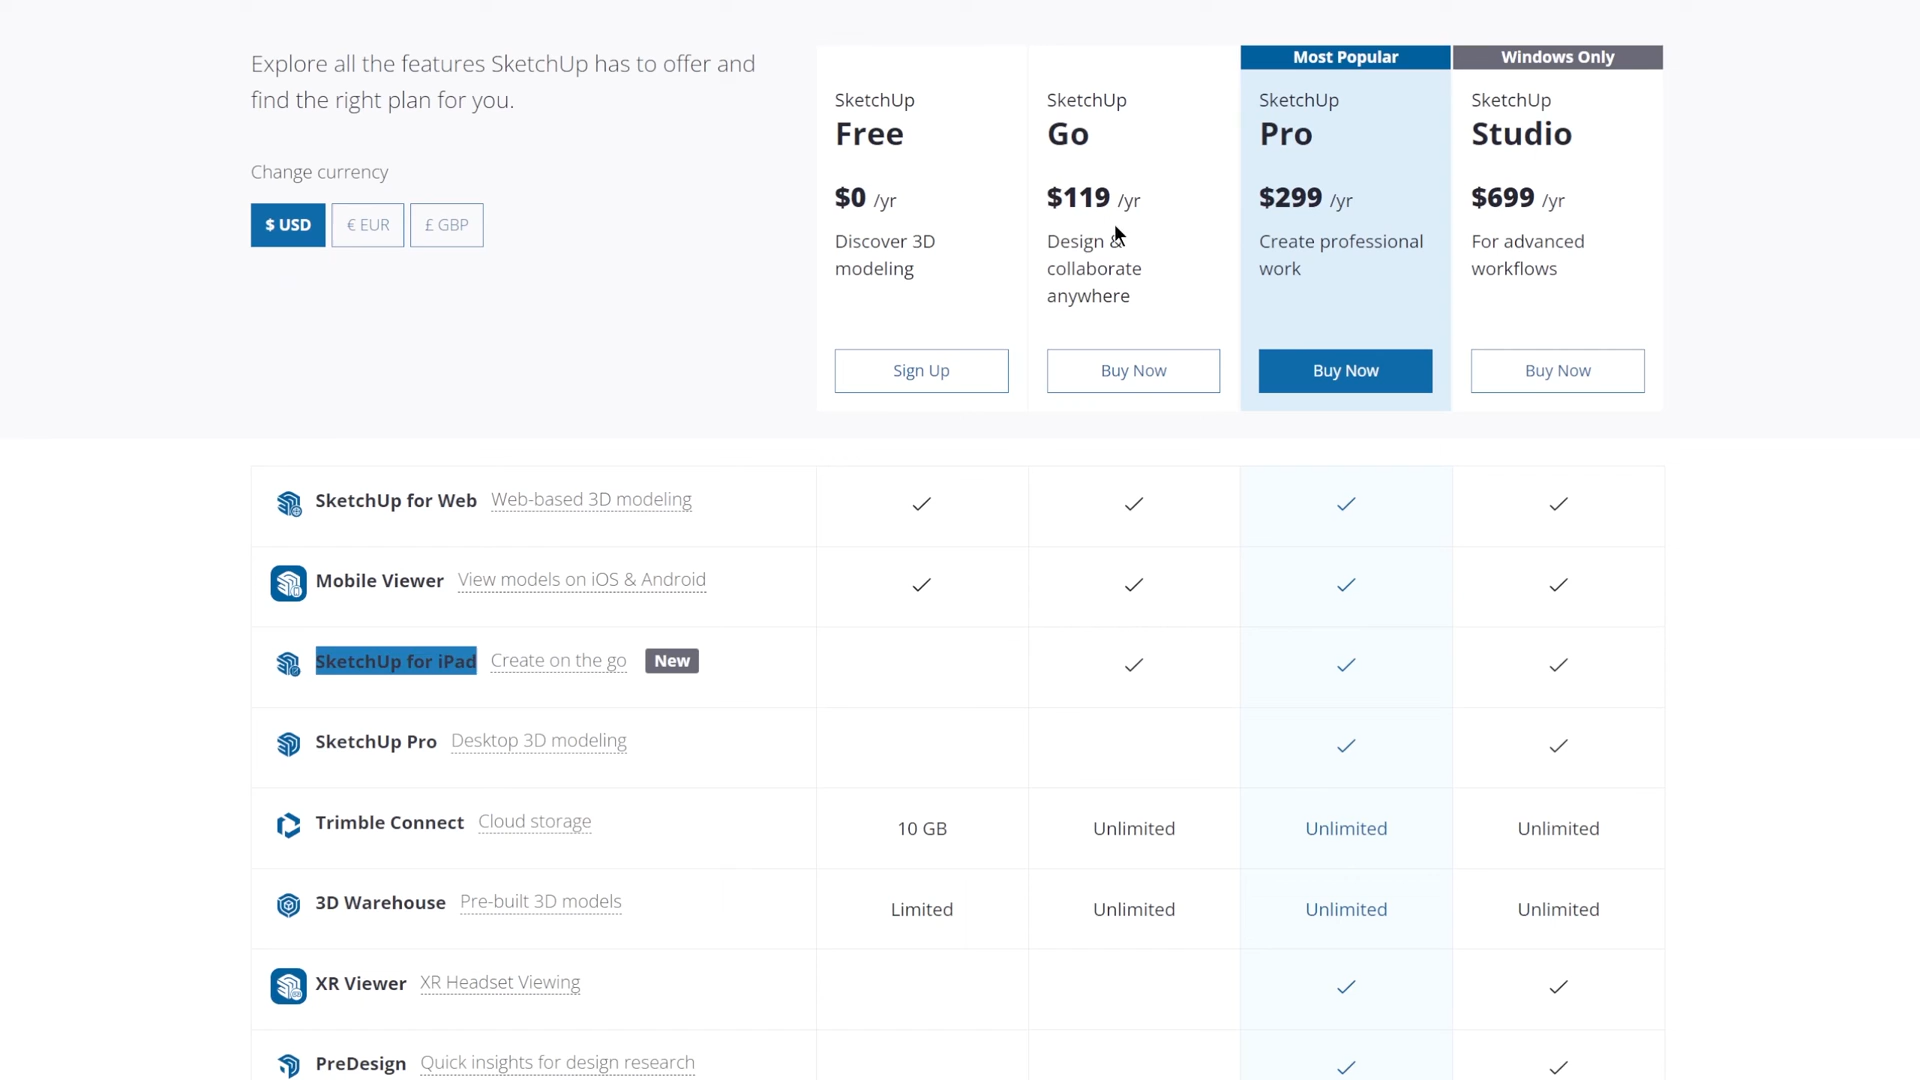 Explore all the features SketchUp has to offer and
find the right plan for you.
Change currency
$ USD
€ EUR
£ GBP
SketchUp
Free
$0 /yr
Discover 3D
modeling
Sign Up
SketchUp
Go
$119 /yr
Design &
collaborate
anywhere
Buy Now
Most Popular
SketchUp
Pro
$299 /yr
Create professional
work
Buy Now
Windows Only
SketchUp
Studio
$699 /yr
For advanced
workflows
Buy Now
SketchUp for Web Web-based 3D modeling
Mobile Viewer View models on iOS & Android
SketchUp for iPad Create on the go New
SketchUp Pro Desktop 3D modeling
Trimble Connect Cloud storage 10 GB Unlimited Unlimited Unlimited
3D Warehouse Pre-built 3D models Limited Unlimited Unlimited Unlimited
XR Viewer XR Headset Viewing
PreDesign Quick insights for design research